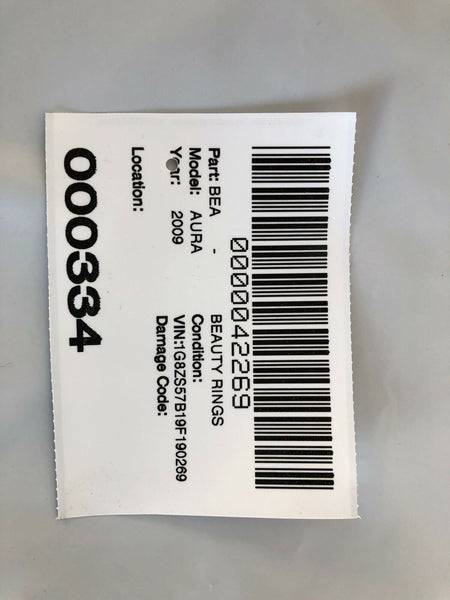 0000042269
Part: BEA - BEAUTY RINGS
Model: AURA Condition:
Year: 2009 VIN:1G8ZS57B19F190269
Damage Code:
Location:
000334